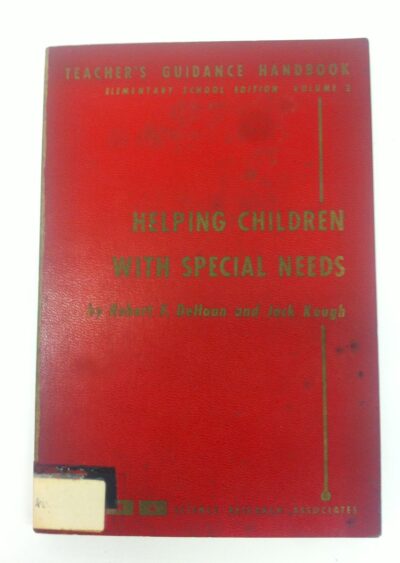 TEACHER'S GUIDANCE HANDBOOK
ELEMENTARY SCHOOL EDITION VOLUME 2
HELPING CHILDREN
WITH SPECIAL NEEDS
by Robert F. DeHaan and Jack Kough
SCIENCE RESEARCH ASSOCIATES